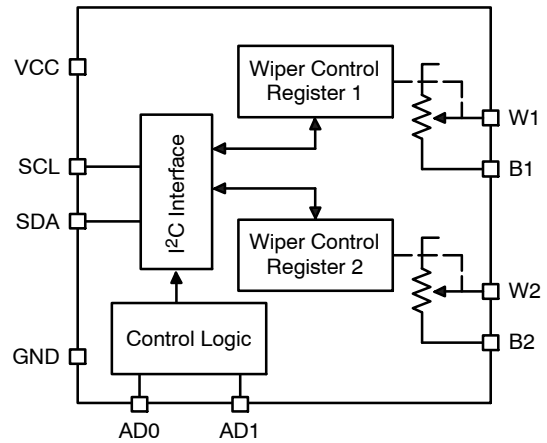 VCC
Wiper Control
Register 1
W1
SCL
B1
I²C Interface
SDA
Wiper Control
Register 2
W2
Control Logic
B2
GND
AD0
AD1